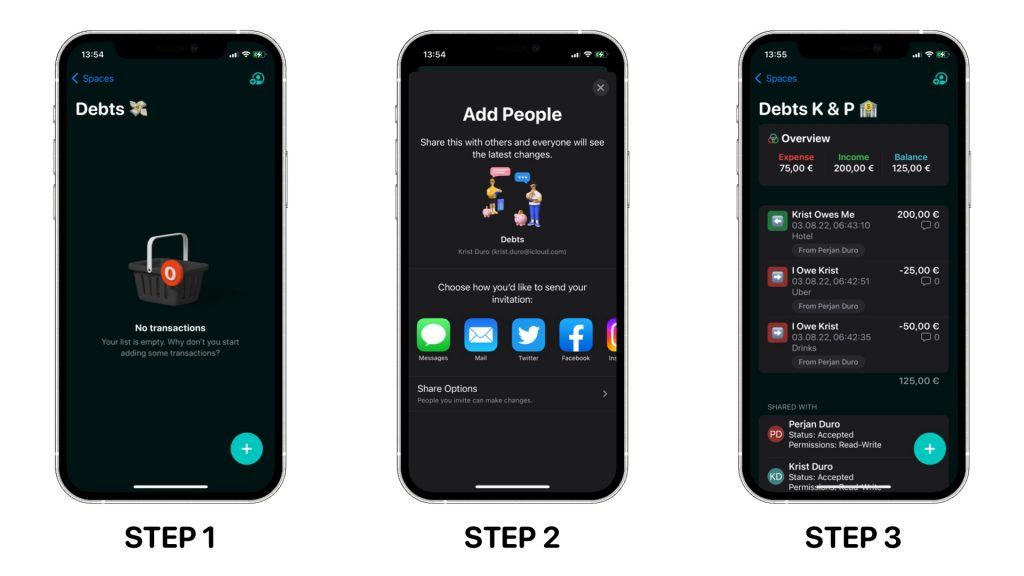 13:54
Spaces
Debts 💸
0
No transactions
Your list is empty. Why don't you start
adding some transactions?
+
STEP 1
13:54
Add People
Share this with others and everyone will see
the latest changes.
Debts
Krist Duro (krist.duro@icloud.com)
Choose how you'd like to send your
invitation:
Messages
Mail
Twitter
Facebook
Ins
Share Options
People you invite can make changes.
STEP 2
13:55
Spaces
Debts K & P 🏦
Overview
Expense Income Balance
75,00 € 200,00 € 125,00 €
Krist Owes Me 200,00 €
03.08.22, 06:43:10 0
Hotel
From Perjan Duro
I Owe Krist -25,00 €
03.08.22, 06:42:51 0
Uber
From Perjan Duro
I Owe Krist -50,00 €
03.08.22, 06:42:35 0
Drinks
From Perjan Duro
125,00 €
SHARED WITH
PD Perjan Duro
Status: Accepted
Permissions: Read-Write
+
KD Krist Duro
Status: Accepted
Permissions: Read-Write
STEP 3